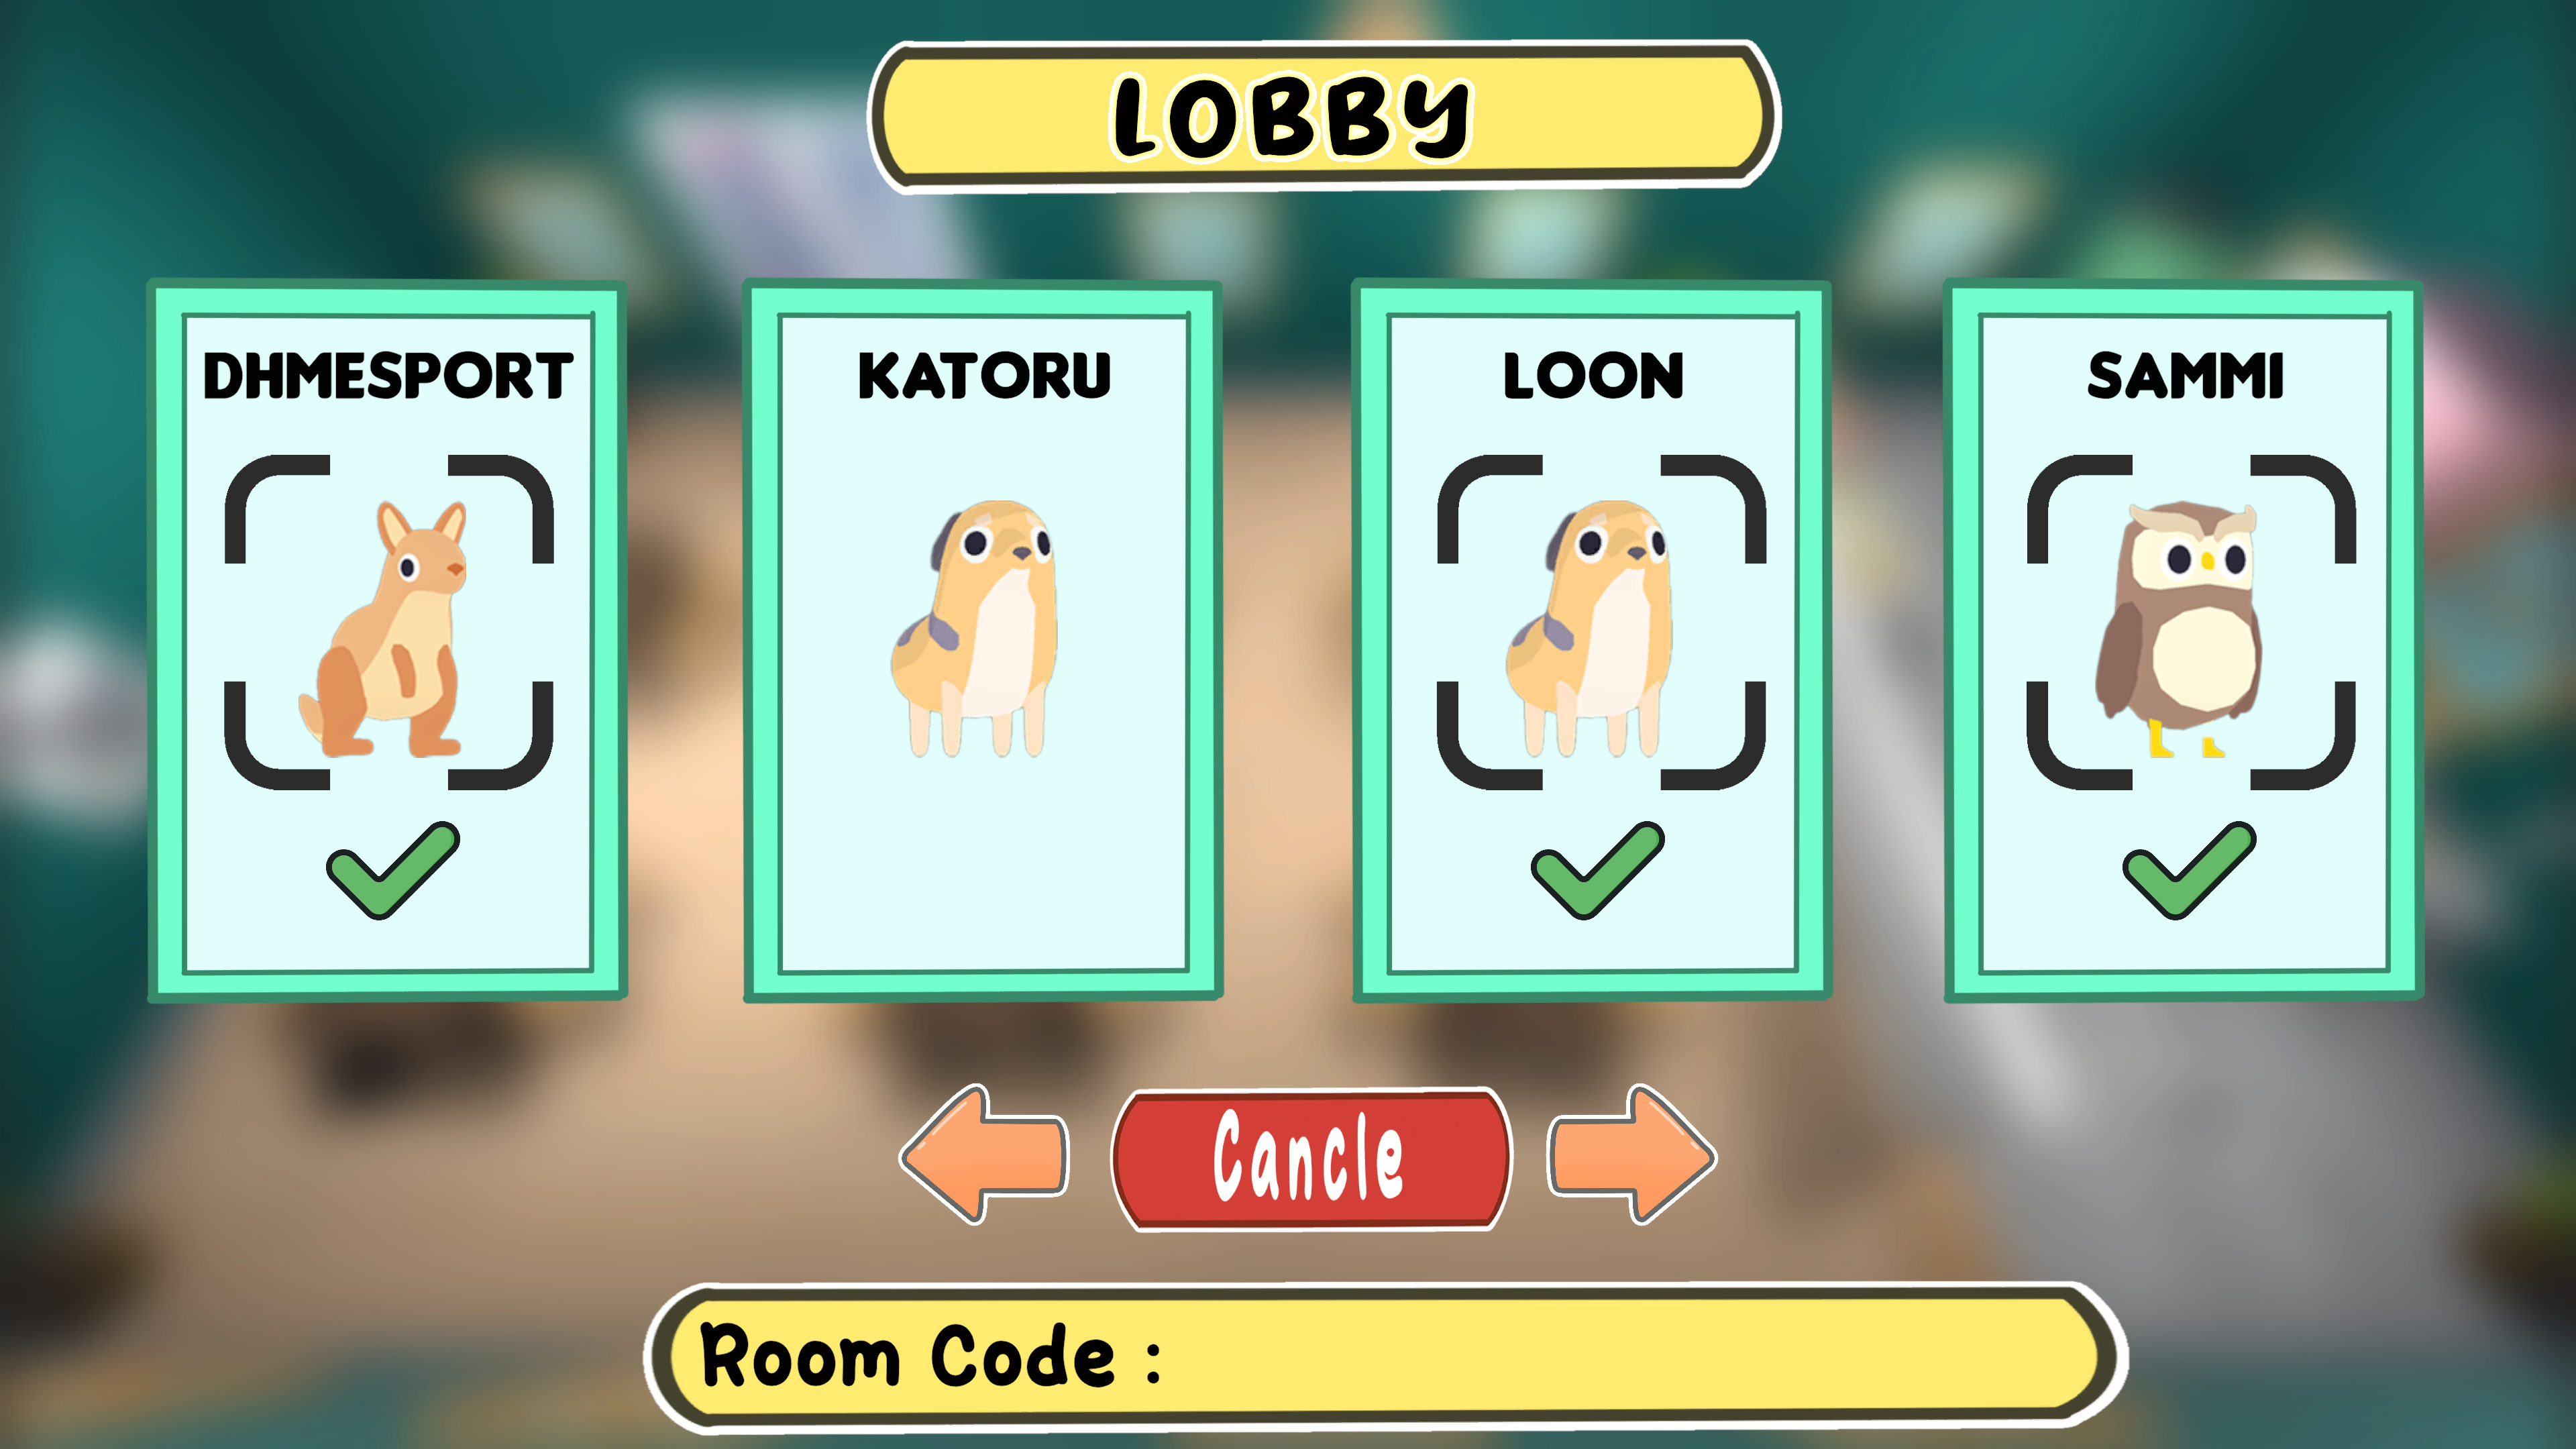 LOBBY
DHMESPORT
KATORU
LOON
SAMMI
Cancle
Room Code :